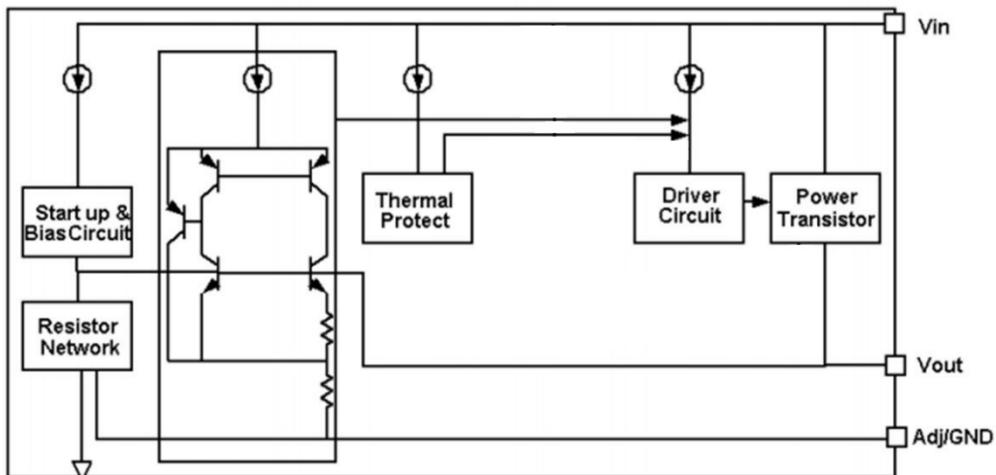 Vin
Start up &
Bias Circuit
Thermal
Protect
Driver
Circuit
Power
Transistor
Resistor
Network
Vout
Adj/GND